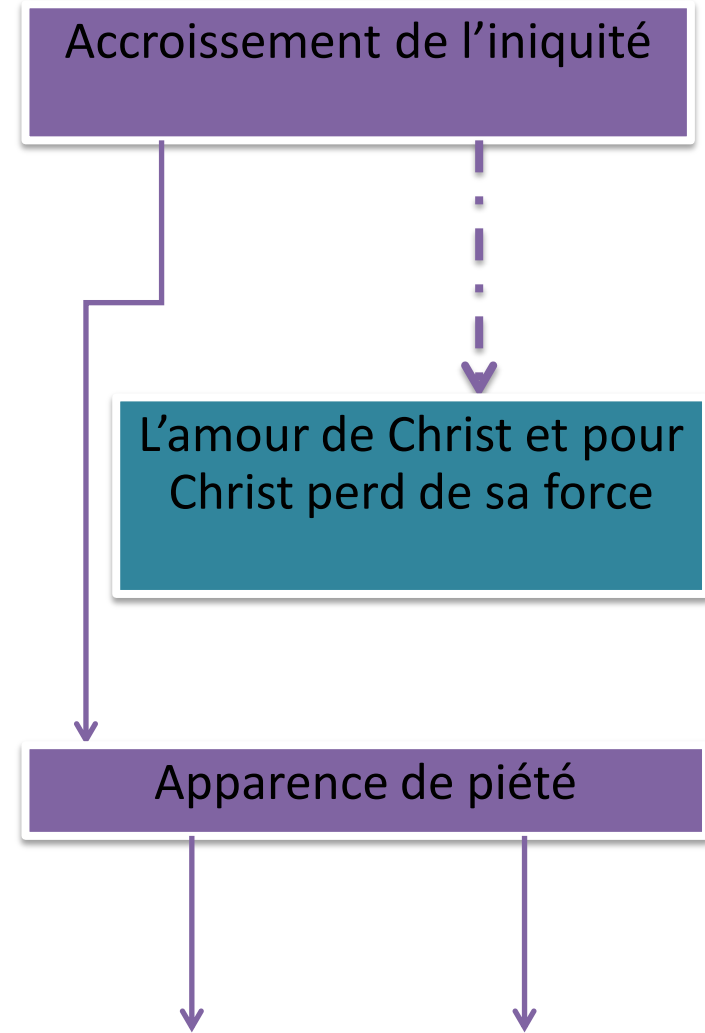 Accroissement de l’iniquité
L’amour de Christ et pour
Christ perd de sa force
Apparence de piété